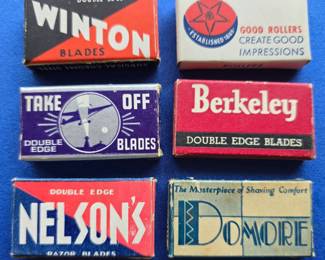 DOUBLE EDGE
WINTON
BLADES
ESTABLISHED
GOOD ROLLERS
CREATE GOOD
IMPRESSIONS
TAKE OFF
DOUBLE
EDGE
BLADES
Berkeley
DOUBLE EDGE BLADES
DOUBLE EDGE
NELSON'S
RAZOR BLADES
The Masterpiece of Shaving Comfort
DOMORE